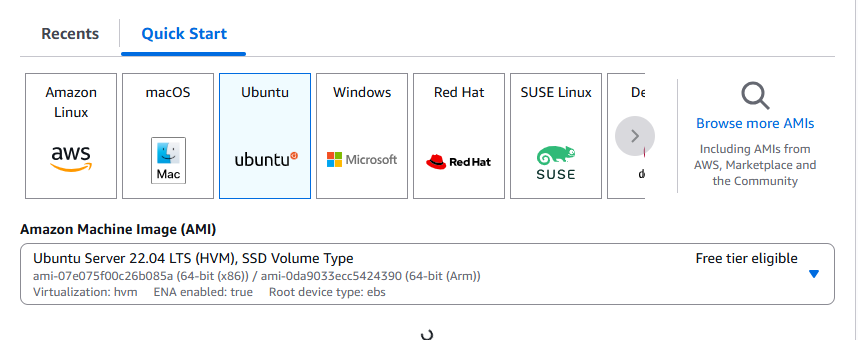 Recents
Quick Start
Amazon
Linux
aws
macOS
Mac
Ubuntu
ubuntu
Windows
Microsoft
Red Hat
Red Hat
SUSE Linux
SUSE
De
Browse more AMIs
Including AMIs from
AWS, Marketplace and
the Community
Amazon Machine Image (AMI)
Ubuntu Server 22.04 LTS (HVM), SSD Volume Type
Free tier eligible
ami-07e075f00c26b085a (64-bit (x86)) / ami-0da9033ecc5424390 (64-bit (Arm))
Virtualization: hvm ENA enabled: true Root device type: ebs